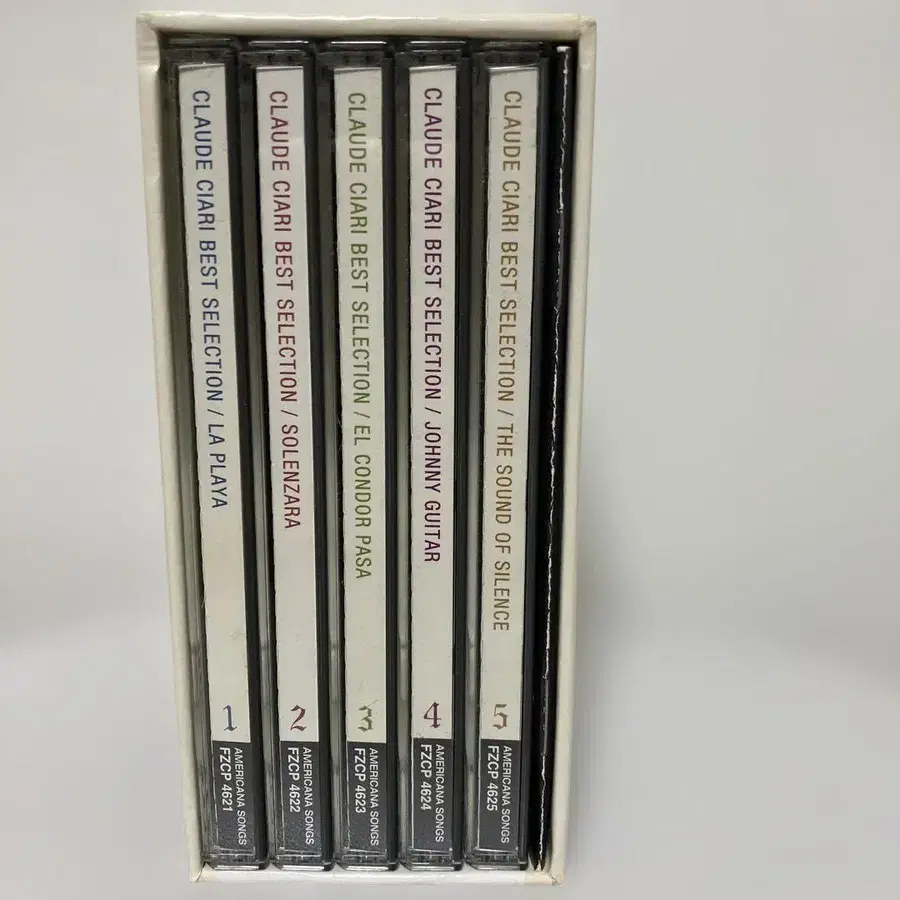 CLAUDE CIARI BEST SELECTION / LA PLAYA
1
AMERICANA SONGS
FZCP 4621
CLAUDE CIARI BEST SELECTION / SOLENZARA
2
AMERICANA SONGS
FZCP 4622
CLAUDE CIARI BEST SELECTION / EL CONDOR PASA
3
AMERICANA SONGS
FZCP 4623
CLAUDE CIARI BEST SELECTION / JOHNNY GUITAR
4
AMERICANA SONGS
FZCP 4624
CLAUDE CIARI BEST SELECTION / THE SOUND OF SILENCE
5
AMERICANA SONGS
FZCP 4625